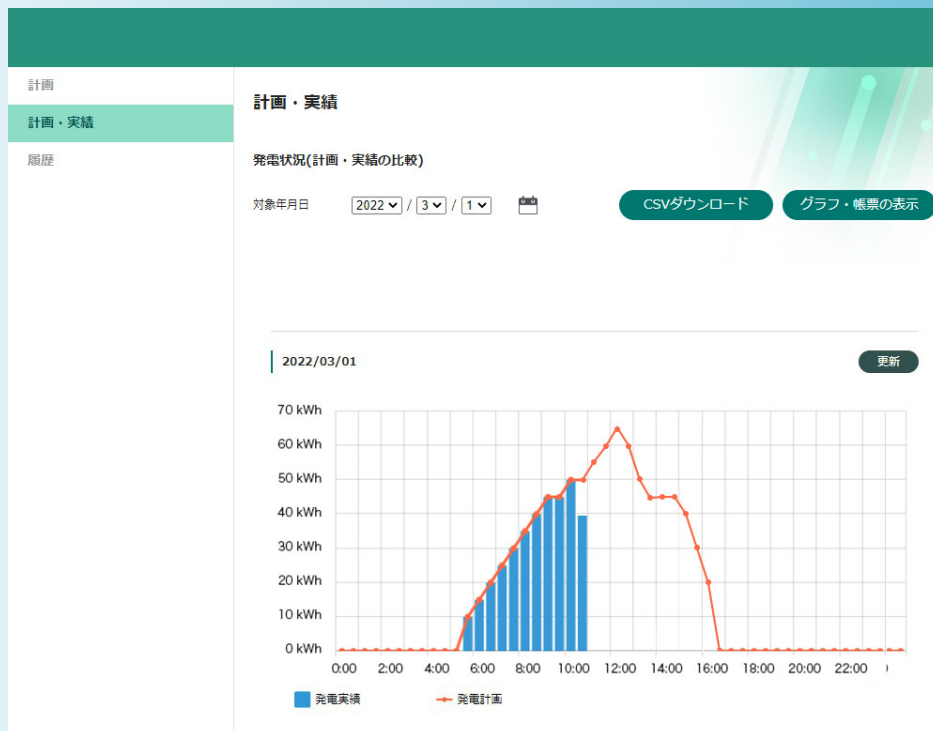 計画
計画・実績
履歴
計画・実績
発電状況(計画・実績の比較)
対象年月日 2022 / 3 / 1 CSVダウンロード グラフ・帳票の表示
2022/03/01 更新
70 kWh
60 kWh
50 kWh
40 kWh
30 kWh
20 kWh
10 kWh
0 kWh
0:00 2:00 4:00 6:00 8:00 10:00 12:00 14:00 16:00 18:00 20:00 22:00
発電実績 発電計画